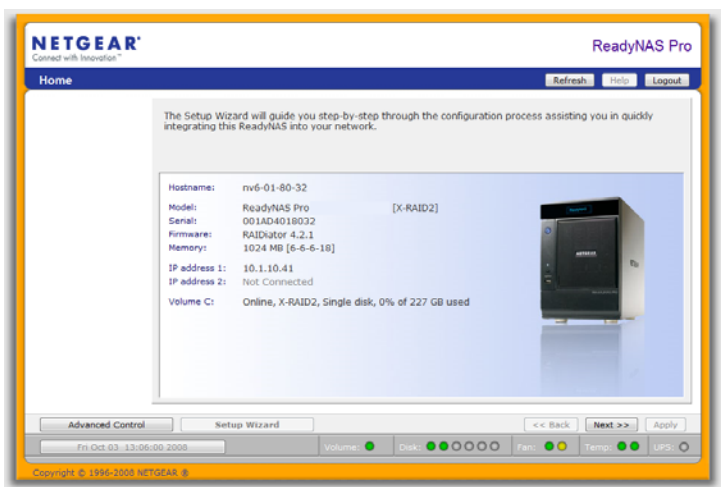 NETGEAR®
Connect with Innovation™
ReadyNAS Pro
Home
Refresh
Help
Logout
The Setup Wizard will guide you step-by-step through the configuration process assisting you in quickly
integrating this ReadyNAS into your network.
Hostname: nv6-01-80-32
Model: ReadyNAS Pro [X-RAID2]
Serial: 001AD4018032
Firmware: RAIDiator 4.2.1
Memory: 1024 MB [6-6-6-18]
IP address 1: 10.1.10.41
IP address 2: Not Connected
Volume C: Online, X-RAID2, Single disk, 0% of 227 GB used
NETGEAR
Advanced Control
Setup Wizard
<< Back
Next >>
Apply
Fri Oct 03 13:06:00 2008
Volume:
Disk:
Fan:
Temp:
UPS:
Copyright © 1996-2008 NETGEAR ®